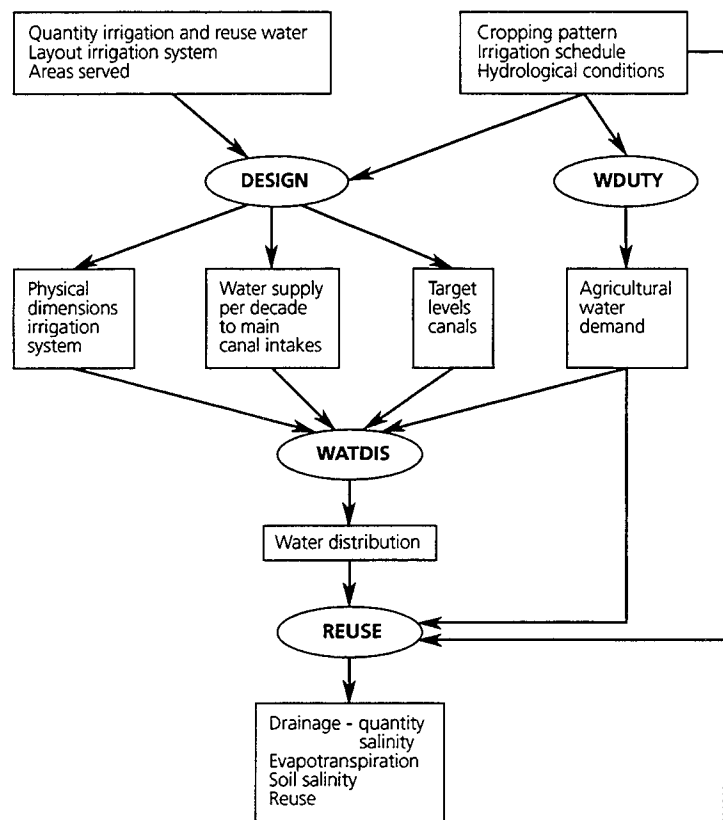 Quantity irrigation and reuse water
Layout irrigation system
Areas served
Cropping pattern
Irrigation schedule
Hydrological conditions
DESIGN
WDUTY
Physical
dimensions
irrigation
system
Water supply
per decade
to main
canal intakes
Target
levels
canals
Agricultural
water
demand
WATDIS
Water distribution
REUSE
Drainage - quantity
salinity
Evapotranspiration
Soil salinity
Reuse